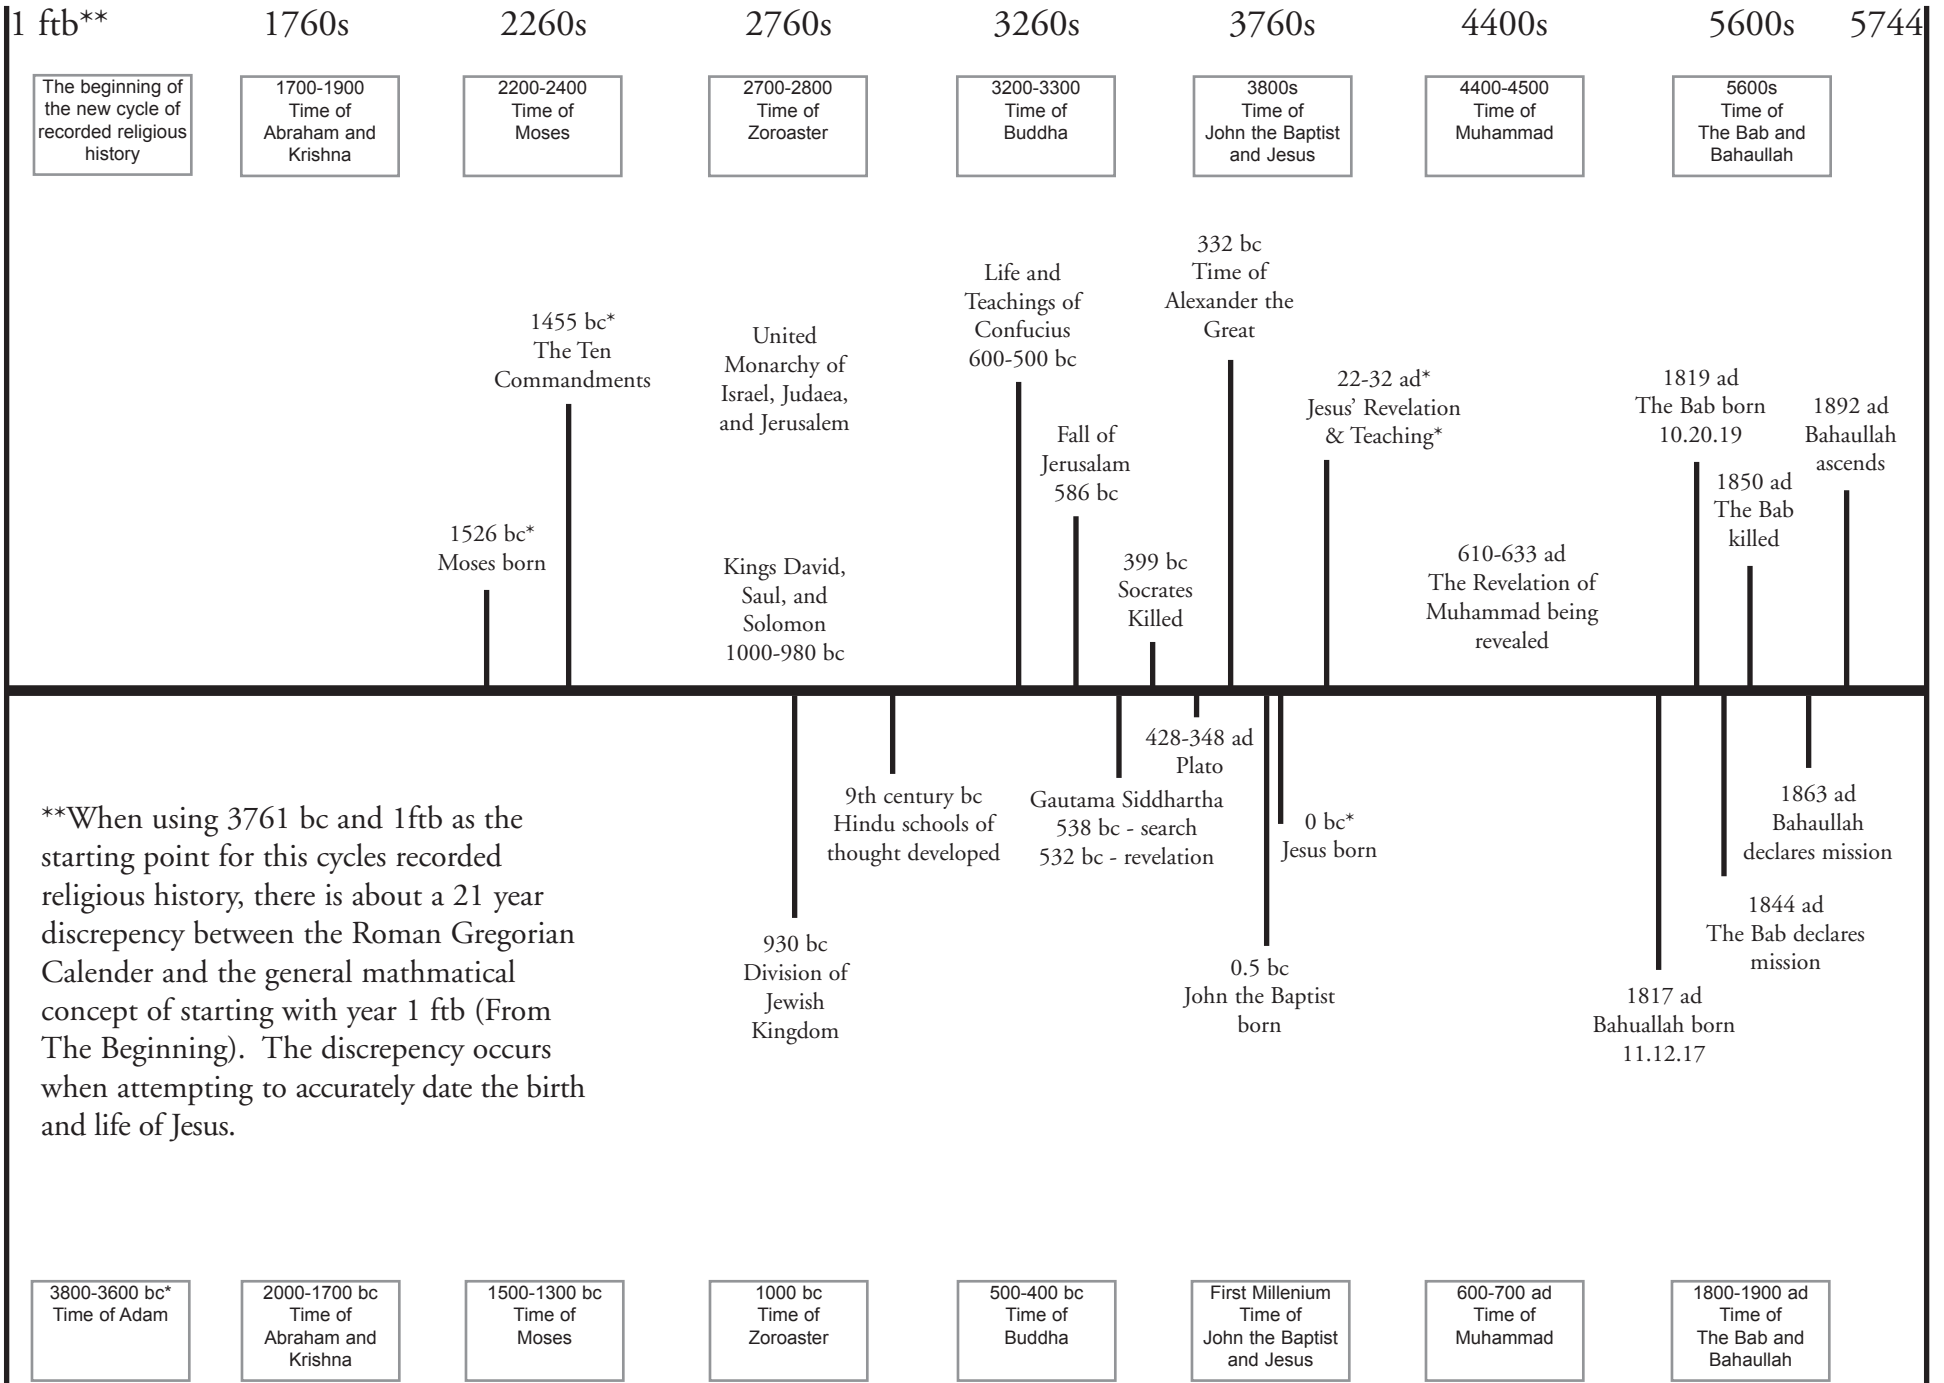 1 ftb**
1760s
2260s
2760s
3260s
3760s
4400s
5600s
5744
The beginning of
the new cycle of
recorded religious
history
1700-1900
Time of
Abraham and
Krishna
2200-2400
Time of
Moses
2700-2800
Time of
Zoroaster
3200-3300
Time of
Buddha
3800s
Time of
John the Baptist
and Jesus
4400-4500
Time of
Muhammad
5600s
Time of
The Bab and
Bahaullah
1526 bc*
Moses born
1455 bc*
The Ten
Commandments
United
Monarchy of
Israel, Judaea,
and Jerusalem
Kings David,
Saul, and
Solomon
1000-980 bc
Life and
Teachings of
Confucius
600-500 bc
Fall of
Jerusalam
586 bc
399 bc
Socrates
Killed
332 bc
Time of
Alexander the
Great
22-32 ad*
Jesus’ Revelation
& Teaching*
610-633 ad
The Revelation of
Muhammad being
revealed
1819 ad
The Bab born
10.20.19
1850 ad
The Bab
killed
1892 ad
Bahaullah
ascends
**When using 3761 bc and 1ftb as the
starting point for this cycles recorded
religious history, there is about a 21 year
discrepency between the Roman Gregorian
Calender and the general mathmatical
concept of starting with year 1 ftb (From
The Beginning).  The discrepency occurs
when attempting to accurately date the birth
and life of Jesus.
930 bc
Division of
Jewish
Kingdom
9th century bc
Hindu schools of
thought developed
Gautama Siddhartha
538 bc - search
532 bc - revelation
428-348 ad
Plato
0.5 bc
John the Baptist
born
0 bc*
Jesus born
1817 ad
Bahuallah born
11.12.17
1844 ad
The Bab declares
mission
1863 ad
Bahaullah
declares mission
3800-3600 bc*
Time of Adam
2000-1700 bc
Time of
Abraham and
Krishna
1500-1300 bc
Time of
Moses
1000 bc
Time of
Zoroaster
500-400 bc
Time of
Buddha
First Millenium
Time of
John the Baptist
and Jesus
600-700 ad
Time of
Muhammad
1800-1900 ad
Time of
The Bab and
Bahaullah